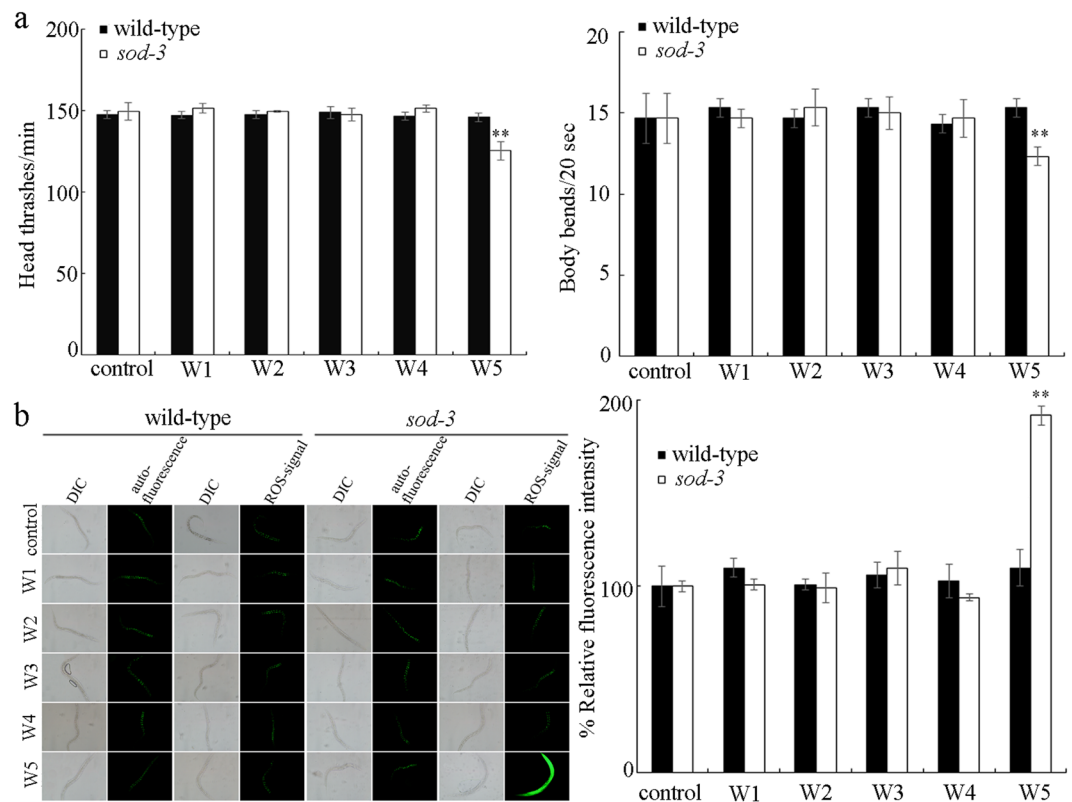 a
200
150
100
50
0
Head thrashes/min
wild-type
sod-3
**
control W1 W2 W3 W4 W5
20
15
10
5
0
Body bends/20 sec
wild-type
sod-3
**
control W1 W2 W3 W4 W5
b
wild-type sod-3
DIC auto-fluorescence DIC ROS-signal DIC auto-fluorescence DIC ROS-signal
control
W1
W2
W3
W4
W5
200
100
0
% Relative fluorescence intensity
wild-type
sod-3
**
control W1 W2 W3 W4 W5